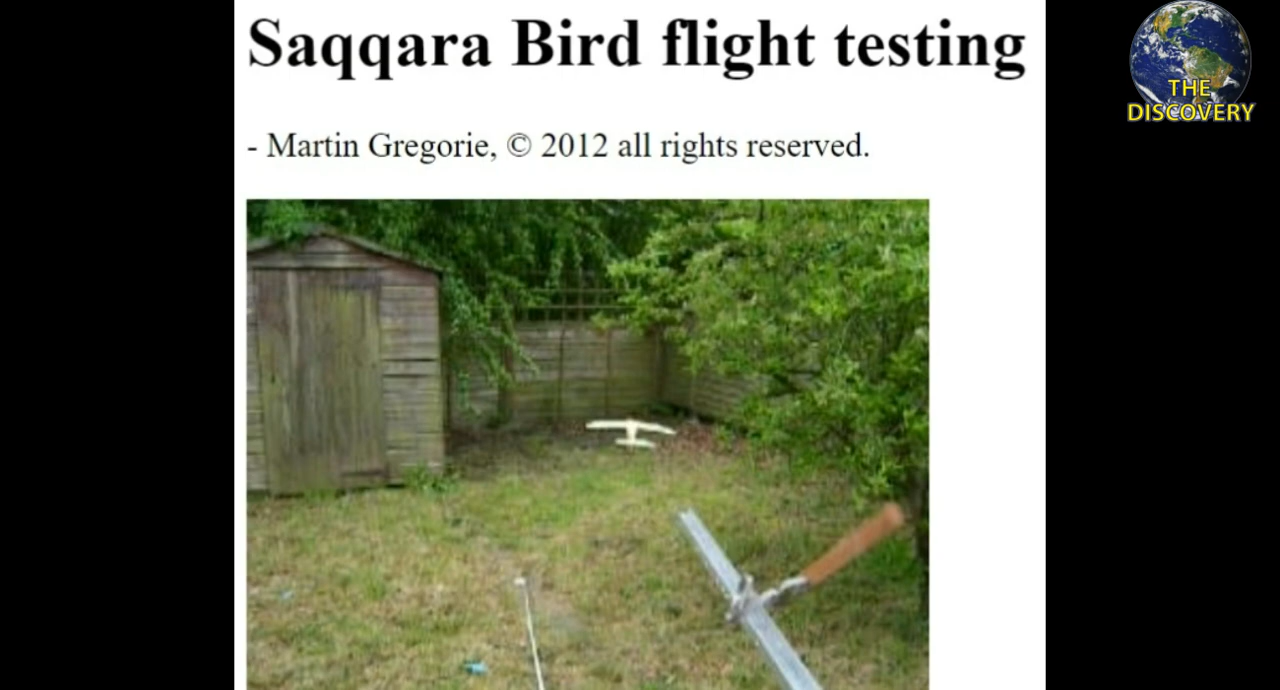 Saqqara Bird flight testing
- Martin Gregorie, © 2012 all rights reserved.
THE
DISCOVERY